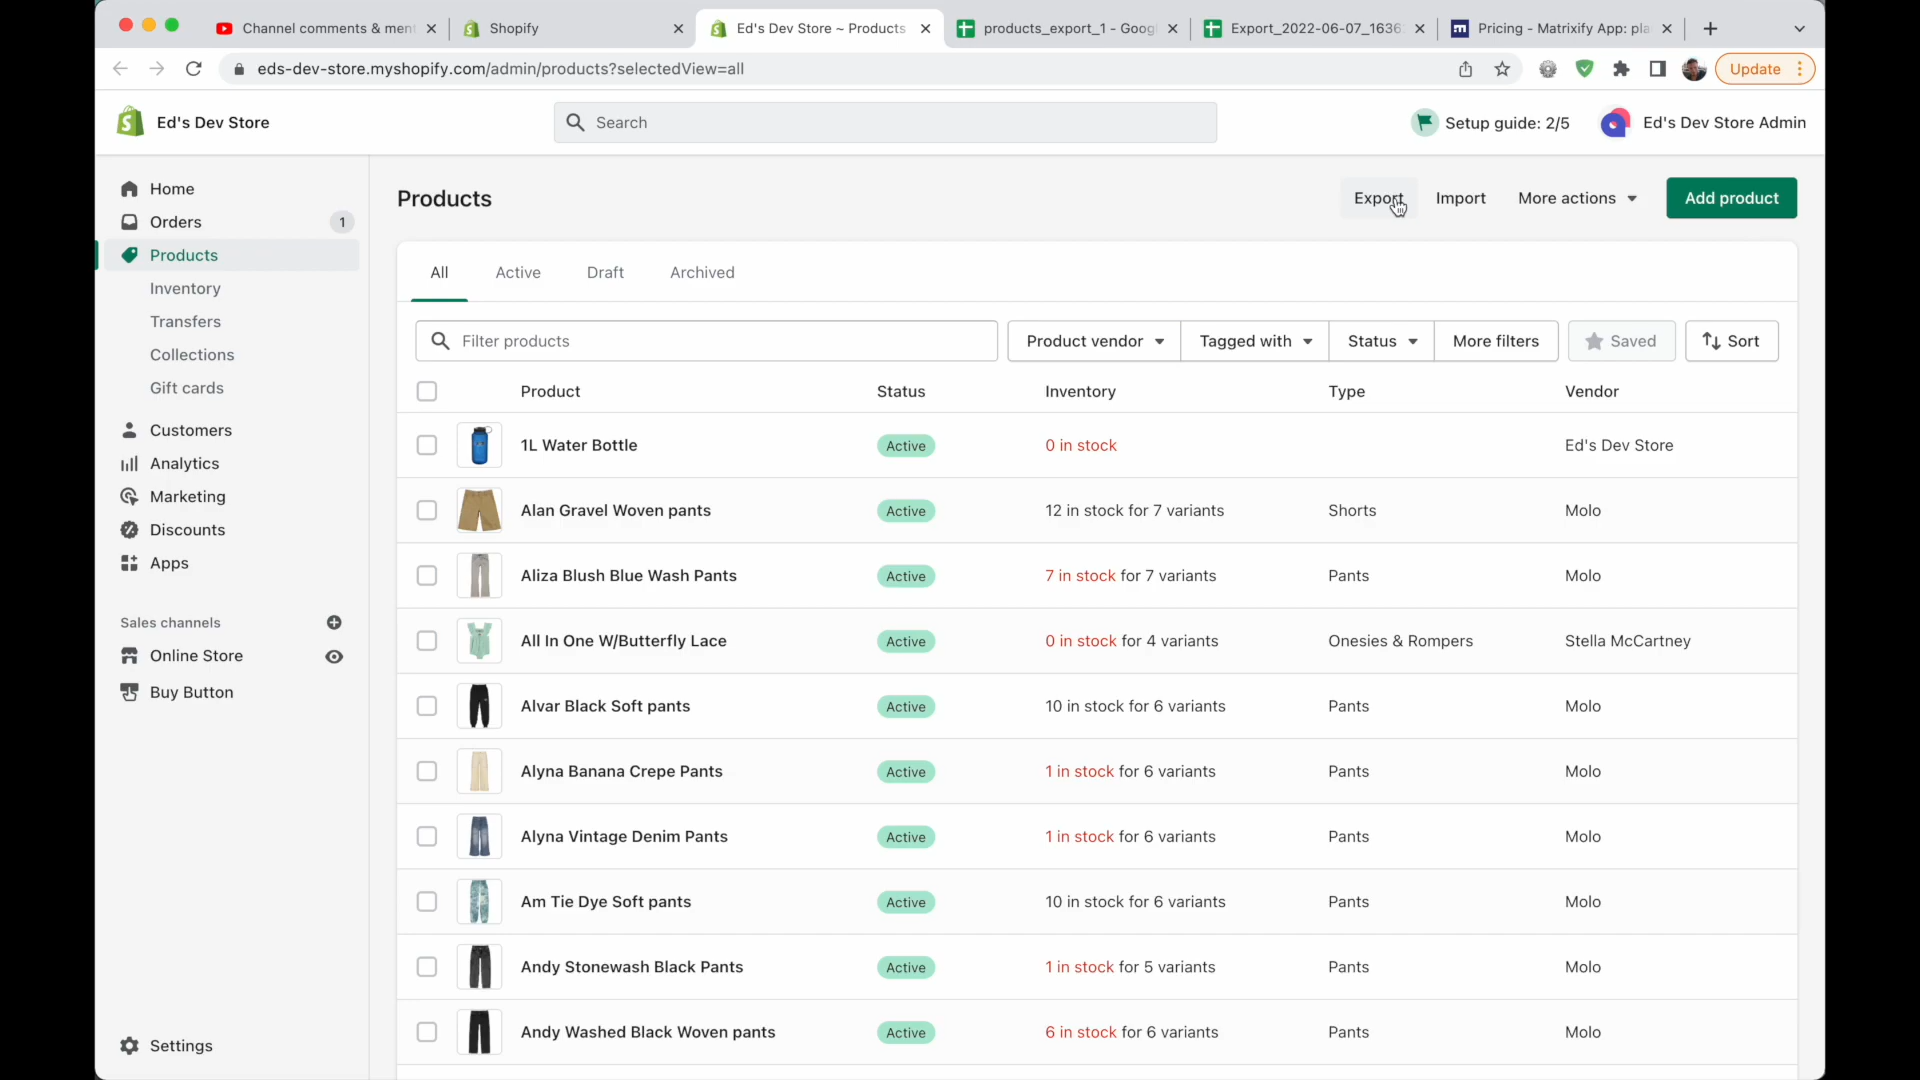 Channel comments & ment
Shopify
Ed's Dev Store ~ Products
products_export_1 - Goog
Export_2022-06-07_1636
Pricing - Matrixify App: pla
eds-dev-store.myshopify.com/admin/products?selectedView=all
Update
Ed's Dev Store
Search
Setup guide: 2/5
Ed's Dev Store Admin
Home
Orders
1
Products
Inventory
Transfers
Collections
Gift cards
Customers
Analytics
Marketing
Discounts
Apps
Sales channels
Online Store
Buy Button
Settings
Products
Export
Import
More actions
Add product
All
Active
Draft
Archived
Filter products
Product vendor
Tagged with
Status
More filters
Saved
Sort
Product Status Inventory Type Vendor
1L Water Bottle Active 0 in stock Ed's Dev Store
Alan Gravel Woven pants Active 12 in stock for 7 variants Shorts Molo
Aliza Blush Blue Wash Pants Active 7 in stock for 7 variants Pants Molo
All In One W/Butterfly Lace Active 0 in stock for 4 variants Onesies & Rompers Stella McCartney
Alvar Black Soft pants Active 10 in stock for 6 variants Pants Molo
Alyna Banana Crepe Pants Active 1 in stock for 6 variants Pants Molo
Alyna Vintage Denim Pants Active 1 in stock for 6 variants Pants Molo
Am Tie Dye Soft pants Active 10 in stock for 6 variants Pants Molo
Andy Stonewash Black Pants Active 1 in stock for 5 variants Pants Molo
Andy Washed Black Woven pants Active 6 in stock for 6 variants Pants Molo